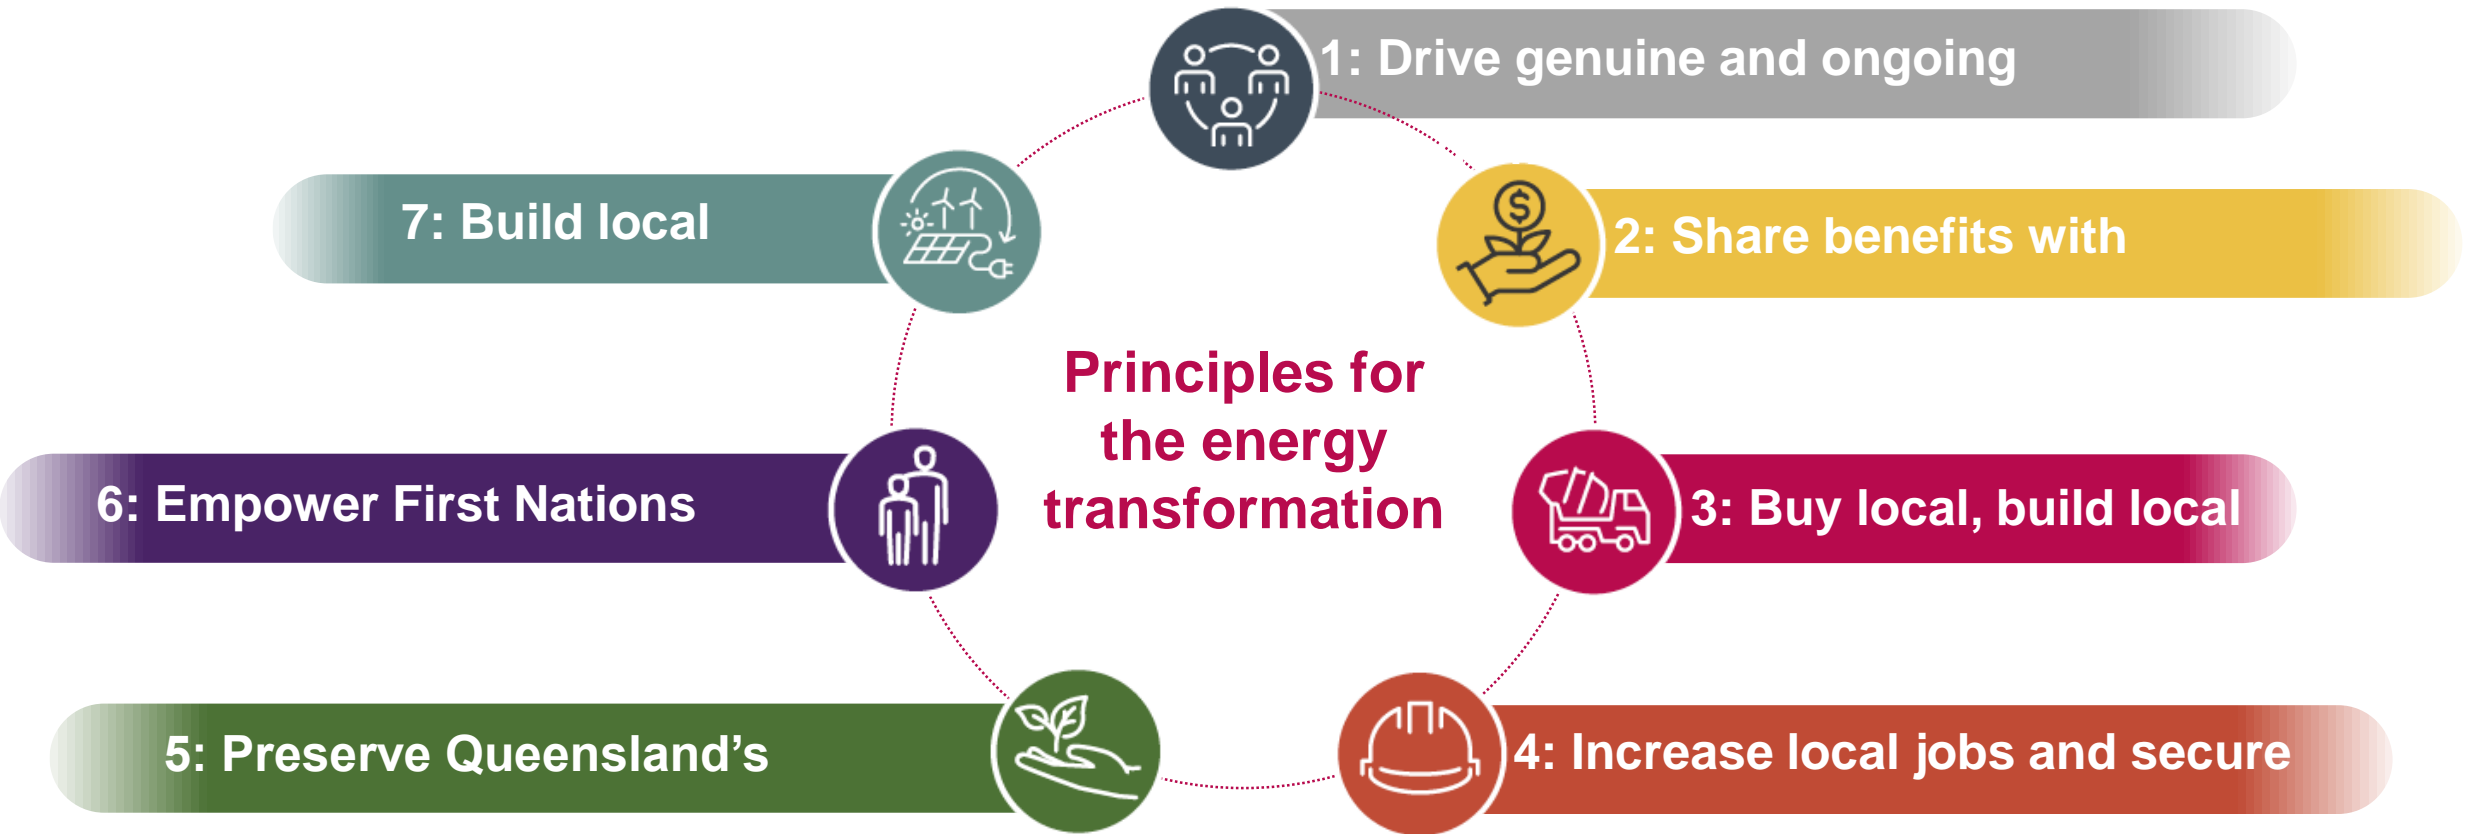 Principles for
the energy
transformation
1: Drive genuine and ongoing
2: Share benefits with
3: Buy local, build local
4: Increase local jobs and secure
5: Preserve Queensland’s
6: Empower First Nations
7: Build local